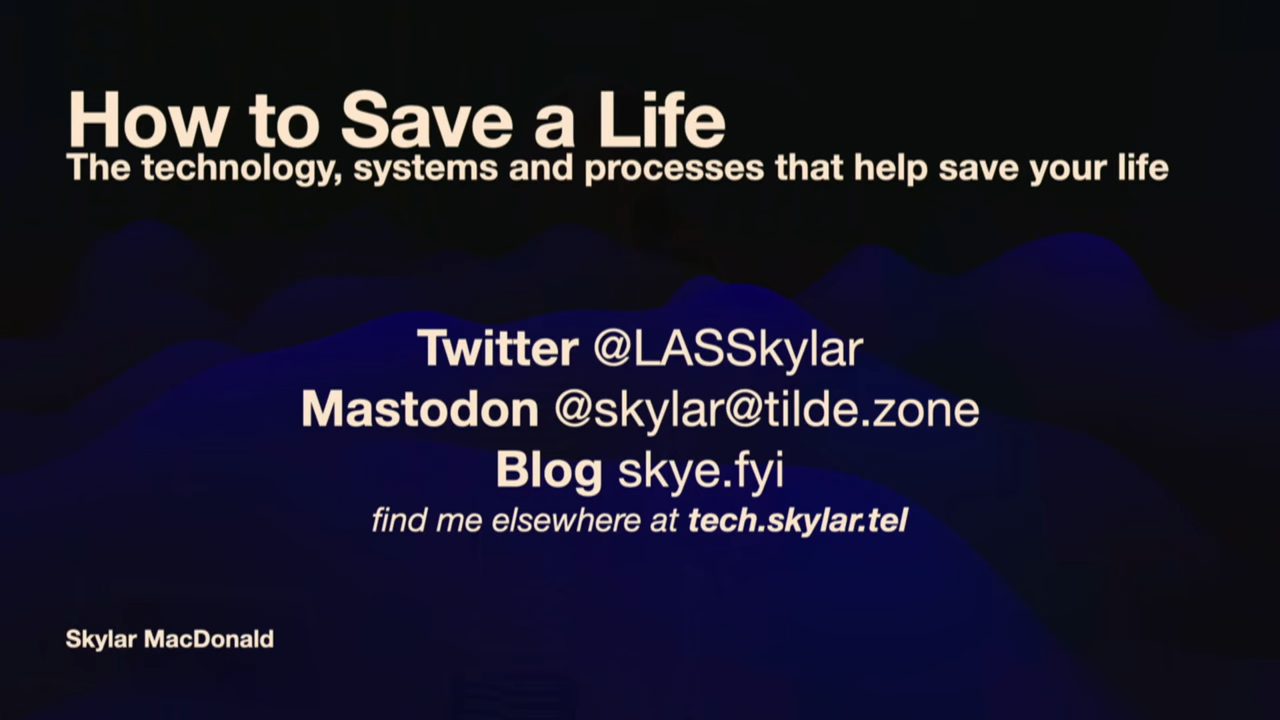 How to Save a Life
The technology, systems and processes that help save your life
Twitter @LASSkylar
Mastodon @skylar@tilde.zone
Blog skye.fyi
find me elsewhere at tech.skylar.tel
Skylar MacDonald